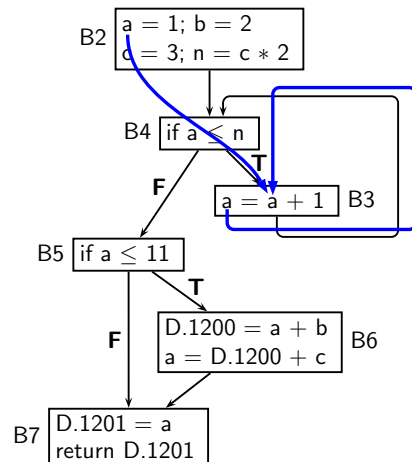 B2
a = 1; b = 2
c = 3; n = c * 2
B4
if a ≤ n
T
F
a = a + 1
B3
B5
if a ≤ 11
T
F
D.1200 = a + b
a = D.1200 + c
B6
B7
D.1201 = a
return D.1201